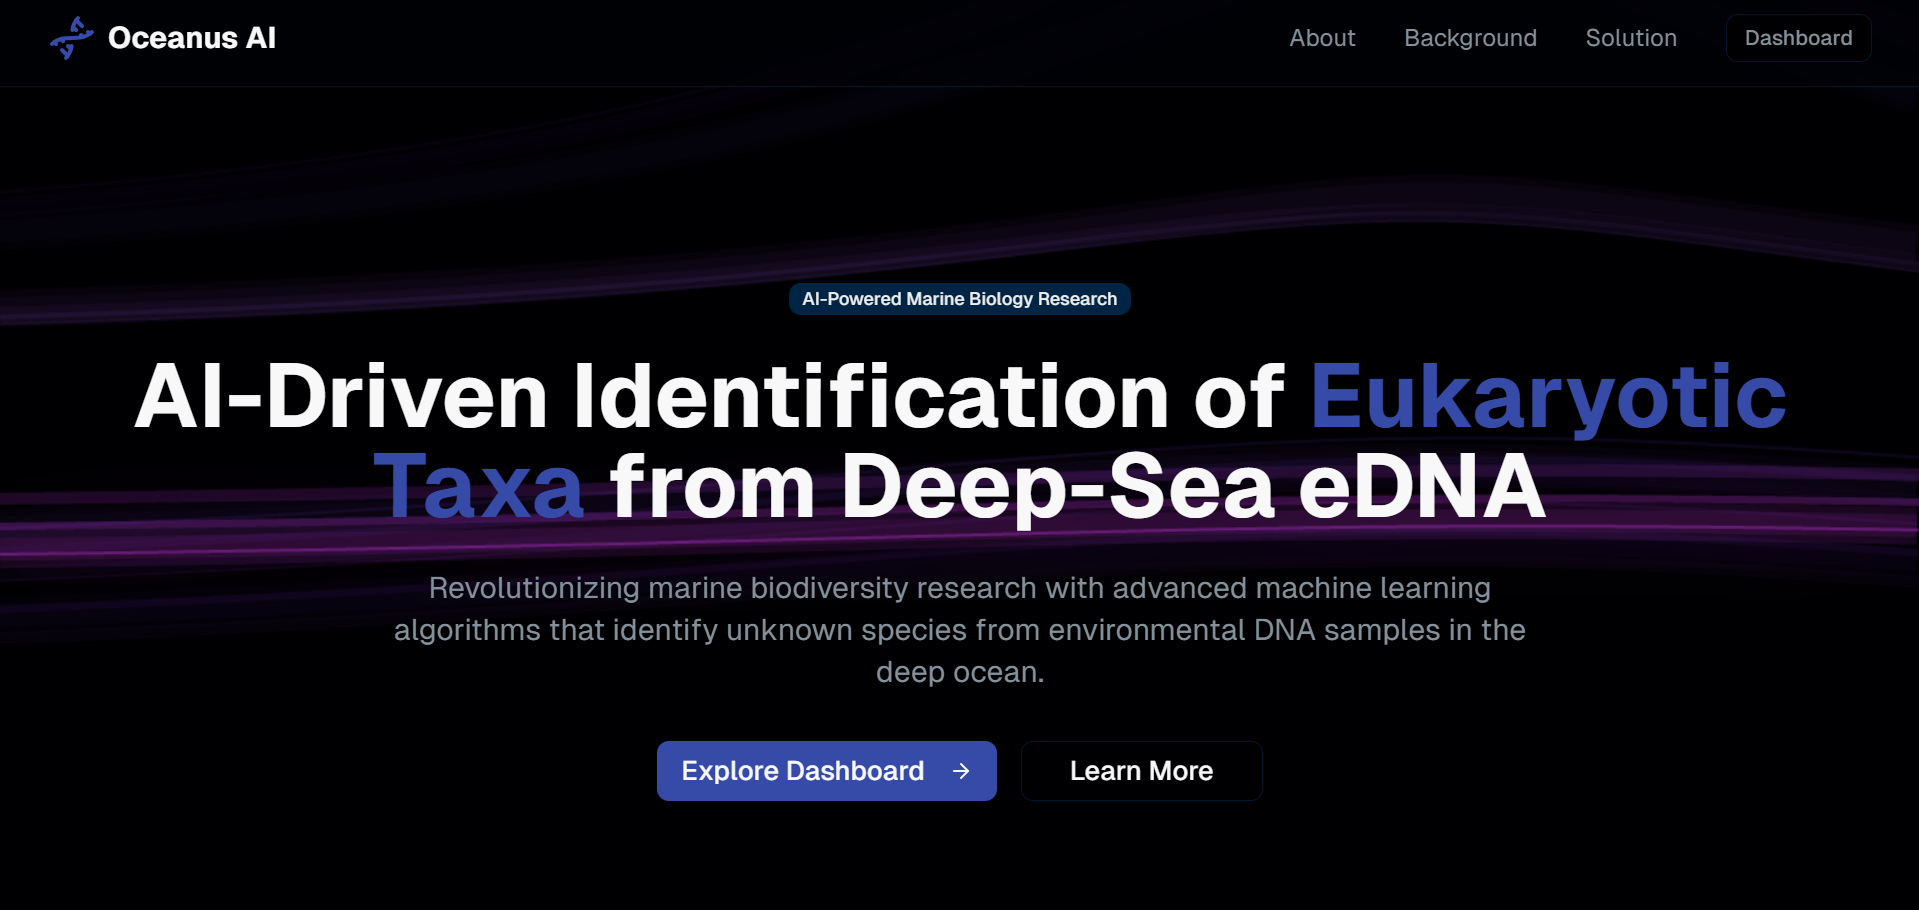 Oceanus AI
About
Background
Solution
Dashboard
AI-Powered Marine Biology Research
AI-Driven Identification of Eukaryotic
Taxa from Deep-Sea eDNA
Revolutionizing marine biodiversity research with advanced machine learning
algorithms that identify unknown species from environmental DNA samples in the
deep ocean.
Explore Dashboard →
Learn More